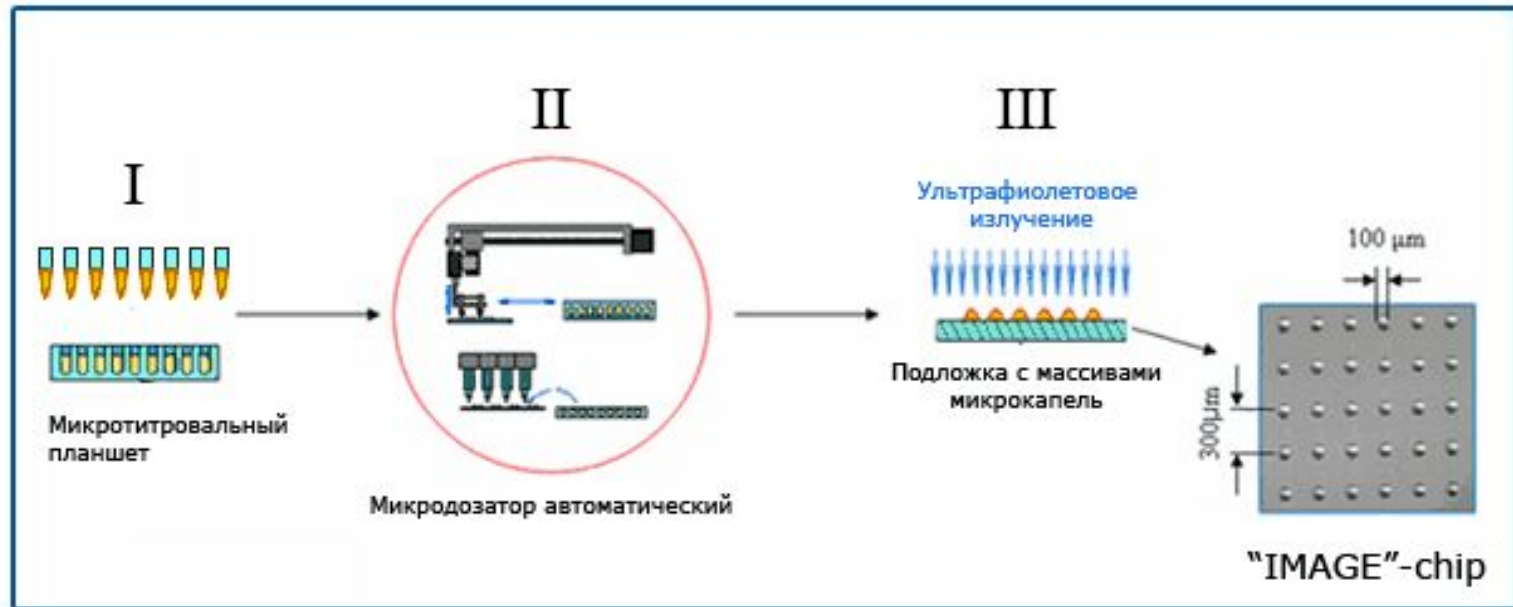 I
II
III
Микротитровальный
планшет
Микродозатор автоматический
Ультрафиолетовое
излучение
Подложка с массивами
микрокапель
100 μm
300μm
“IMAGE”-chip